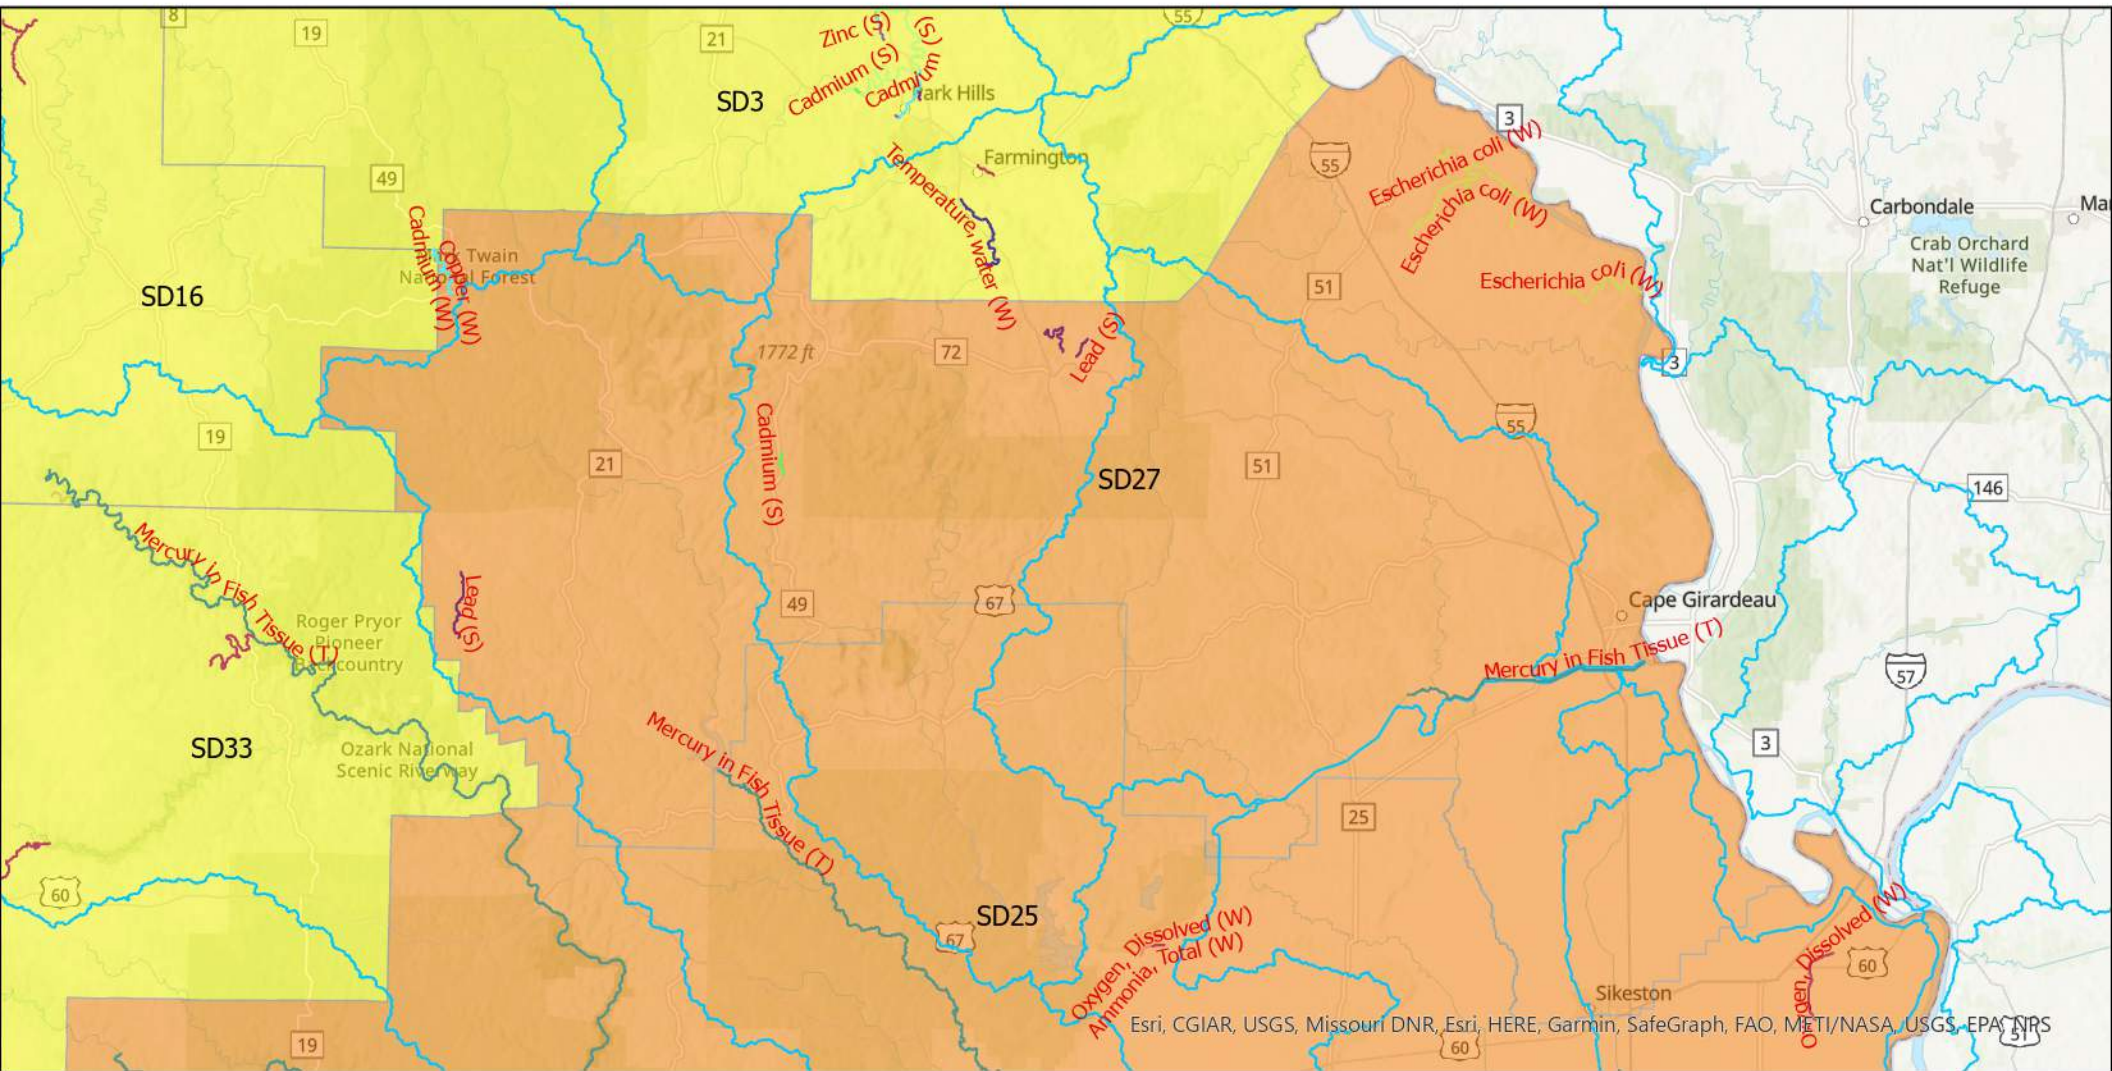 8
19
21
Zinc (S)
(S)
Cadmium (S)
Cadmium
ark Hills
SD3
55
3
Escherichia coli (W)
Farmington
Temperature, water (W)
55
Escherichia coli (W)
49
Carbondale
Ma
Crab Orchard
Nat'l Wildlife
Refuge
Cadmium (W)
Copper (W)
Twain
National Forest
SD16
51
Escherichia coli (W)
1772 ft
72
Lead (S)
3
19
21
Cadmium (S)
SD27
51
55
146
Mercury in Fish Tissue (T)
Roger Pryor
Pioneer
Backcountry
Lead (S)
49
67
Cape Girardeau
Mercury in Fish Tissue (T)
57
SD33
Ozark National
Scenic Riverway
Mercury in Fish Tissue (T)
3
25
60
67
SD25
Oxygen, Dissolved (W)
Ammonia, Total (W)
Oxygen, Dissolved (W)
60
Sikeston
19
60
51
Esri, CGIAR, USGS, Missouri DNR, Esri, HERE, Garmin, SafeGraph, FAO, METI/NASA, USGS, EPA, NPS